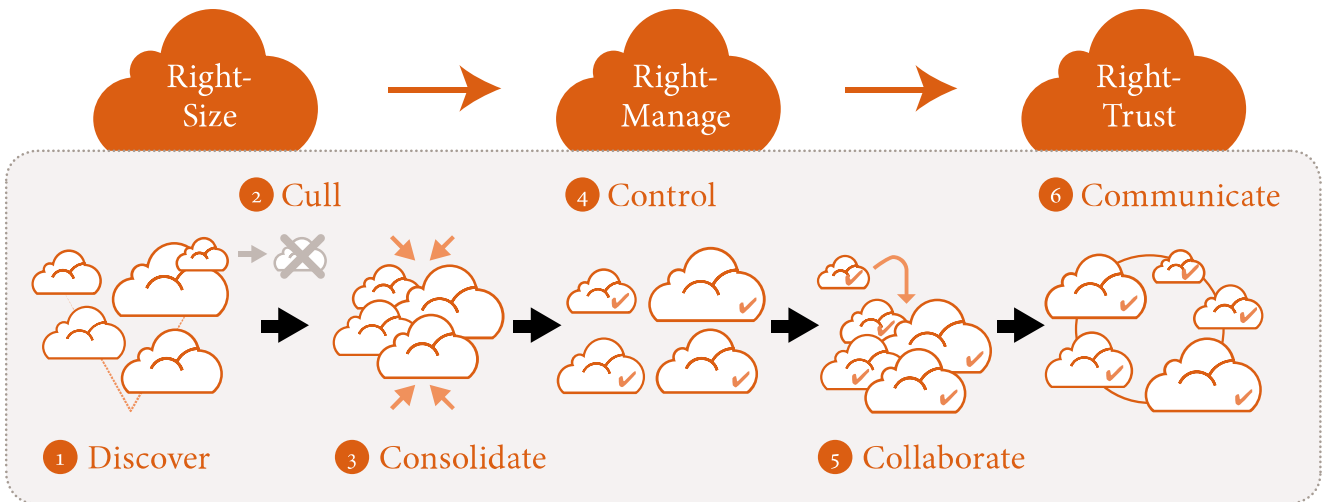 Right-
Size
Right-
Manage
Right-
Trust
2 Cull
4 Control
6 Communicate
1 Discover
3 Consolidate
5 Collaborate